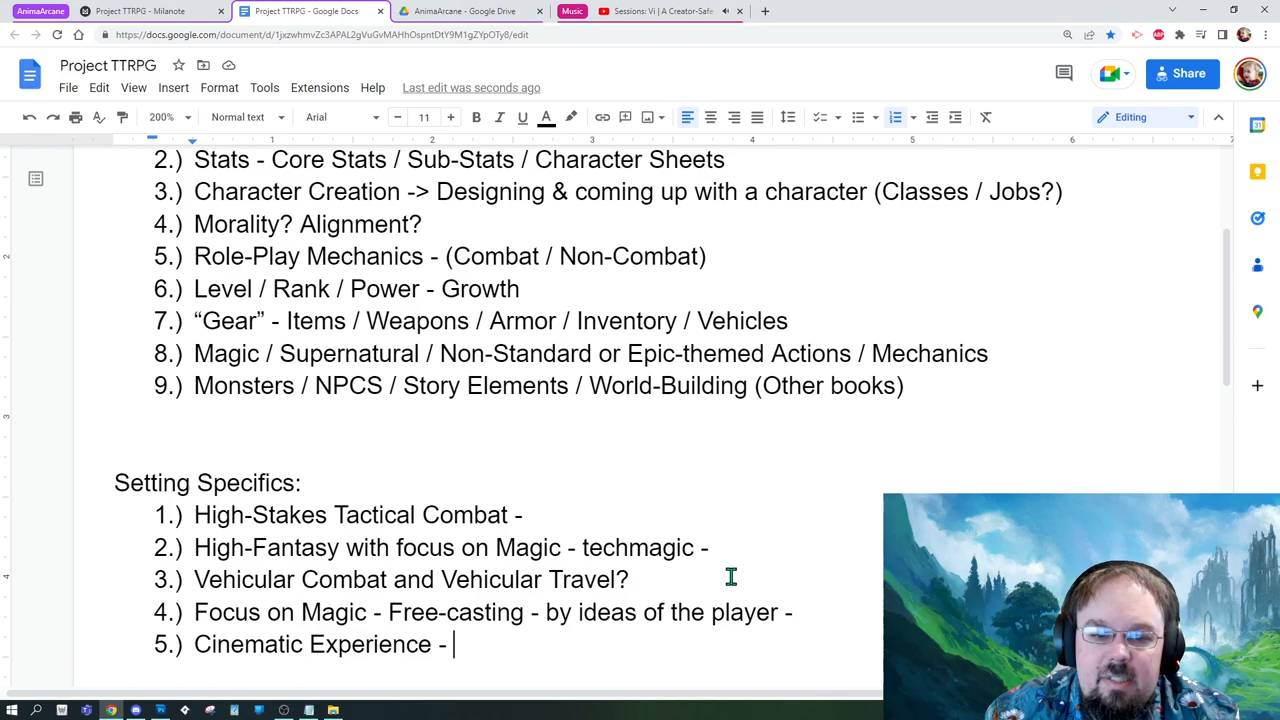 AnimaArcane
Project TTRPG - Milanote
Project TTRPG - Google Docs
AnimaArcane - Google Drive
Music
Sessions: Vi | A Creator-Safe
https://docs.google.com/document/d/1jxzwhmvZc3APAL2gVuGvMAHhOspntDtY9M1gZYpOTy8/edit
Project TTRPG
Share
File Edit View Insert Format Tools Extensions Help Last edit was seconds ago
200% Normal text Arial 11 B I U A Editing
1 2 3 4 5 6 7
2.) Stats - Core Stats / Sub-Stats / Character Sheets
3.) Character Creation -> Designing & coming up with a character (Classes / Jobs?)
4.) Morality? Alignment?
5.) Role-Play Mechanics - (Combat / Non-Combat)
6.) Level / Rank / Power - Growth
7.) “Gear” - Items / Weapons / Armor / Inventory / Vehicles
8.) Magic / Supernatural / Non-Standard or Epic-themed Actions / Mechanics
9.) Monsters / NPCS / Story Elements / World-Building (Other books)
Setting Specifics:
1.) High-Stakes Tactical Combat -
2.) High-Fantasy with focus on Magic - techmagic -
3.) Vehicular Combat and Vehicular Travel?
4.) Focus on Magic - Free-casting - by ideas of the player -
5.) Cinematic Experience -